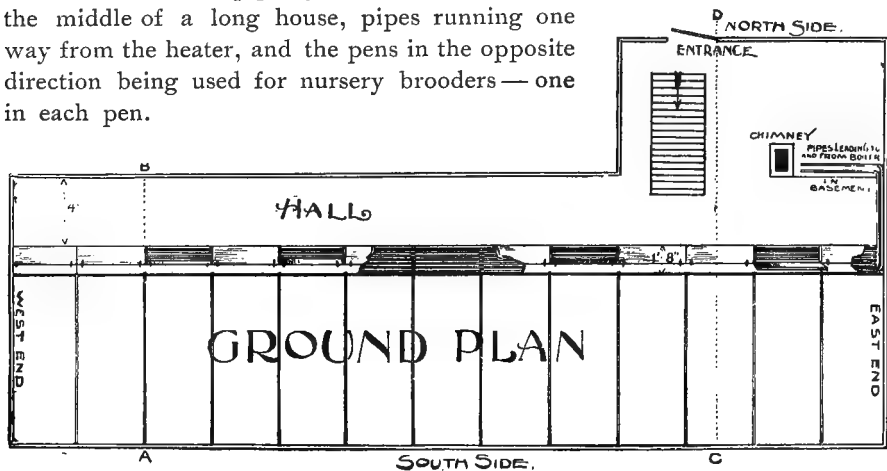 the middle of a long house, pipes running one
way from the heater, and the pens in the opposite
direction being used for nursery brooders — one
in each pen.
D
NORTH SIDE.
ENTRANCE
CHIMNEY
PIPES LEADING TO
AND FROM BOILER
IN
BASEMENT
B
4'
HALL
1'8"
WEST END
GROUND PLAN
EAST END
A
SOUTH SIDE.
C